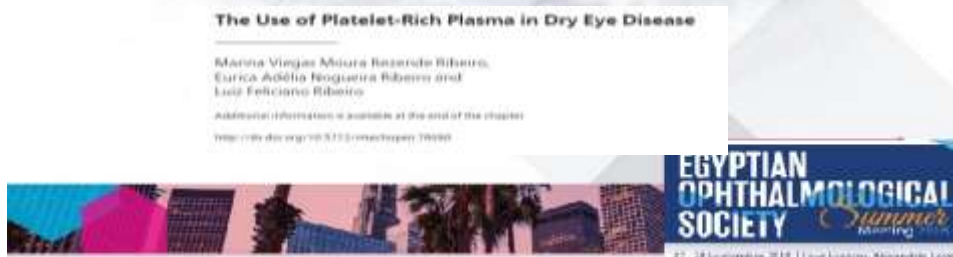 The Use of Platelet-Rich Plasma in Dry Eye Disease
Marina Viegas Moura Rezende Ribeiro,
Eurica Adélia Nogueira Ribeiro and
Luiz Feliciano Ribeiro
Additional information is available at the end of the chapter
EGYPTIAN
OPHTHALMOLOGICAL
SOCIETY Summer
Meeting 2018